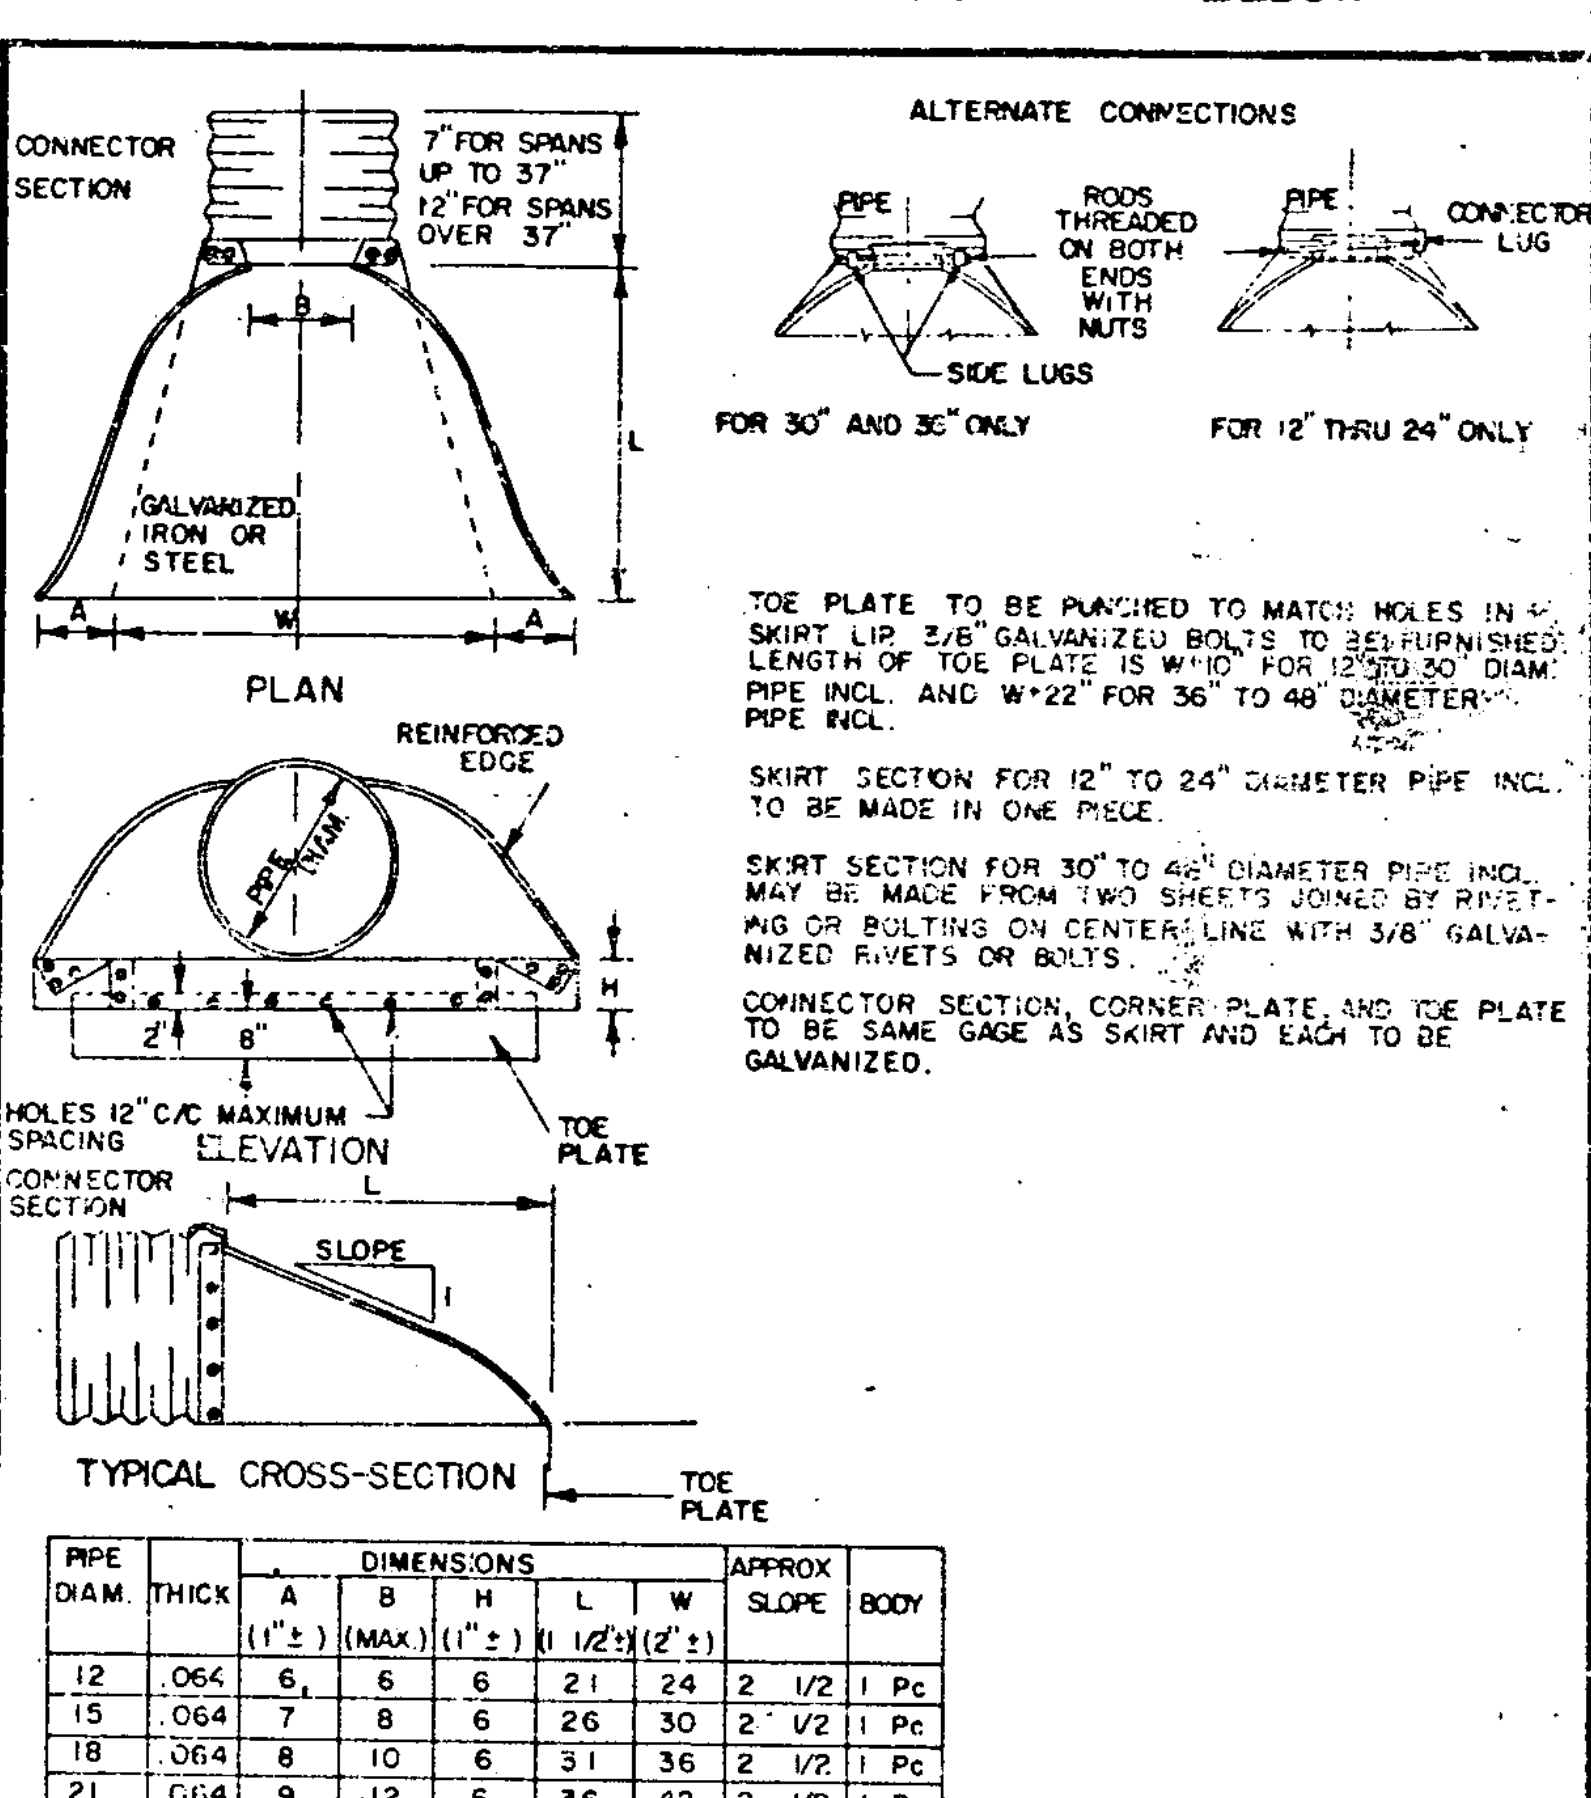 CONNECTOR
SECTION
7" FOR SPANS
UP TO 37"
12" FOR SPANS
OVER 37"
B
L
GALVANIZED
IRON OR
STEEL
A
W
A
PLAN
ALTERNATE CONNECTIONS
PIPE
RODS
THREADED
ON BOTH
ENDS
WITH
NUTS
PIPE
CONNECTOR
LUG
SIDE LUGS
FOR 30" AND 36" ONLY
FOR 12" THRU 24" ONLY
TOE PLATE TO BE PUNCHED TO MATCH HOLES IN
SKIRT LIP. 3/8" GALVANIZED BOLTS TO BE FURNISHED.
LENGTH OF TOE PLATE IS W+10" FOR 12" TO 30" DIAM.
PIPE INCL. AND W+22" FOR 36" TO 48" DIAMETER
PIPE INCL.
SKIRT SECTION FOR 12" TO 24" DIAMETER PIPE INCL.
TO BE MADE IN ONE PIECE.
SKIRT SECTION FOR 30" TO 48" DIAMETER PIPE INCL.
MAY BE MADE FROM TWO SHEETS JOINED BY RIVET-
ING OR BOLTING ON CENTER LINE WITH 3/8" GALVA-
NIZED RIVETS OR BOLTS.
CONNECTOR SECTION, CORNER PLATE, AND TOE PLATE
TO BE SAME GAGE AS SKIRT AND EACH TO BE
GALVANIZED.
REINFORCED
EDGE
PIPE DIAM.
H
2"
8"
HOLES 12" C/C MAXIMUM
SPACING
ELEVATION
TOE
PLATE
CONNECTOR
SECTION
L
SLOPE
1
TYPICAL CROSS-SECTION
TOE
PLATE
PIPE DIAM. THICK DIMENSIONS APPROX SLOPE BODY
A B H L W
(1" ±) (MAX.) (1" ±) (1 1/2" ±) (2" ±)
12 .064 6 6 6 21 24 2 1/2 1 Pc
15 .064 7 8 6 26 30 2 1/2 1 Pc
18 .064 8 10 6 31 36 2 1/2 1 Pc
21 .064 9 12 6 36 42 2 1/2 1